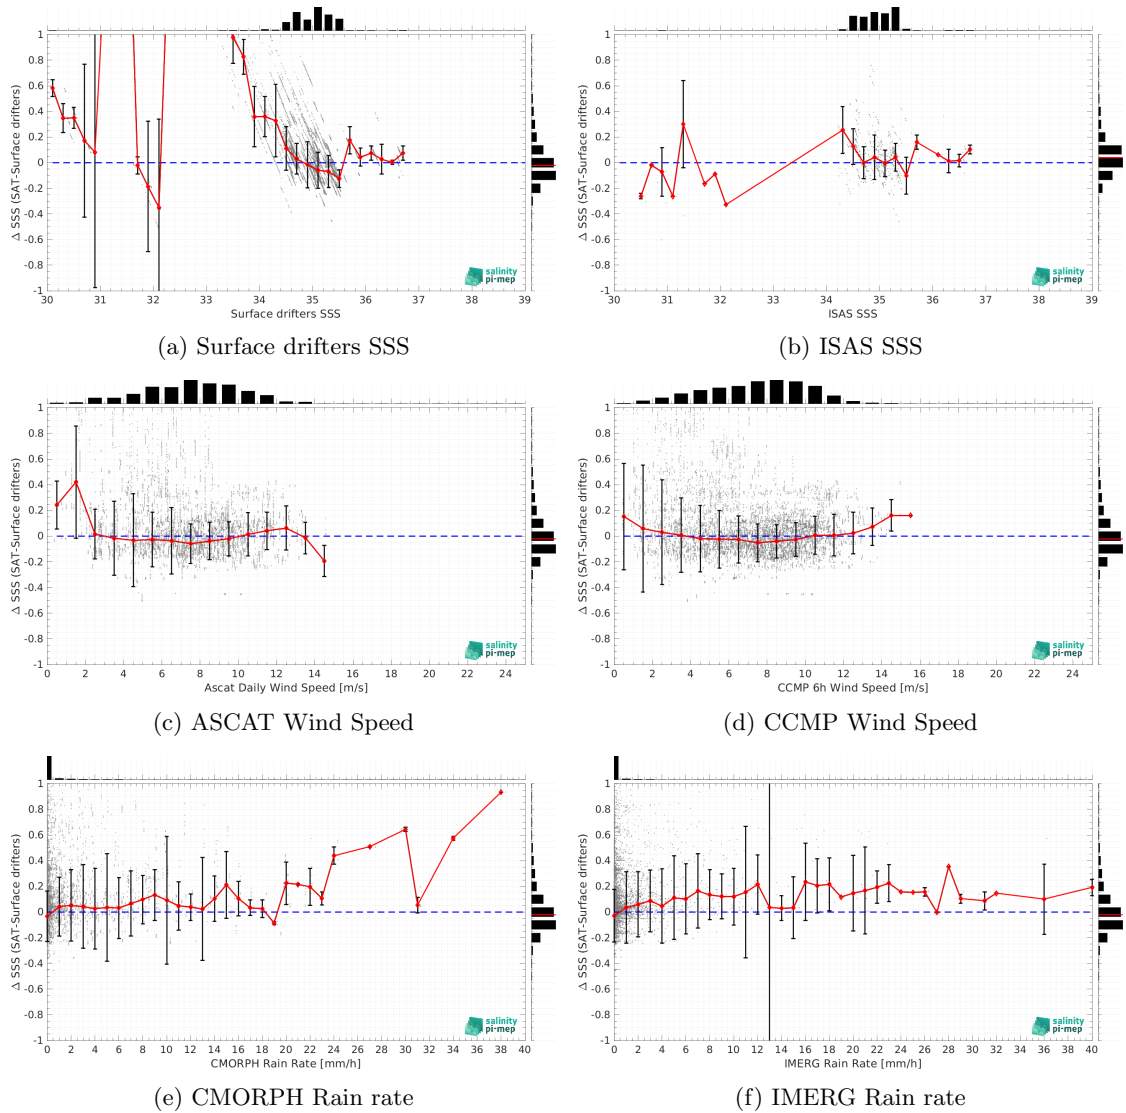 1
0.8
0.6
0.4
0.2
0
-0.2
-0.4
-0.6
-0.8
-1
Δ SSS (SAT-Surface drifters)
salinity
pi-mep
30 31 32 33 34 35 36 37 38 39
Surface drifters SSS
(a) Surface drifters SSS
1
0.8
0.6
0.4
0.2
0
-0.2
-0.4
-0.6
-0.8
-1
Δ SSS (SAT-Surface drifters)
salinity
pi-mep
30 31 32 33 34 35 36 37 38 39
ISAS SSS
(b) ISAS SSS
1
0.8
0.6
0.4
0.2
0
-0.2
-0.4
-0.6
-0.8
-1
Δ SSS (SAT-Surface drifters)
salinity
pi-mep
0 2 4 6 8 10 12 14 16 18 20 22 24
Ascat Daily Wind Speed [m/s]
(c) ASCAT Wind Speed
1
0.8
0.6
0.4
0.2
0
-0.2
-0.4
-0.6
-0.8
-1
Δ SSS (SAT-Surface drifters)
salinity
pi-mep
0 2 4 6 8 10 12 14 16 18 20 22 24
CCMP 6h Wind Speed [m/s]
(d) CCMP Wind Speed
1
0.8
0.6
0.4
0.2
0
-0.2
-0.4
-0.6
-0.8
-1
Δ SSS (SAT-Surface drifters)
salinity
pi-mep
0 2 4 6 8 10 12 14 16 18 20 22 24 26 28 30 32 34 36 38 40
CMORPH Rain Rate [mm/h]
(e) CMORPH Rain rate
1
0.8
0.6
0.4
0.2
0
-0.2
-0.4
-0.6
-0.8
-1
Δ SSS (SAT-Surface drifters)
salinity
pi-mep
0 2 4 6 8 10 12 14 16 18 20 22 24 26 28 30 32 34 36 38 40
IMERG Rain Rate [mm/h]
(f) IMERG Rain rate